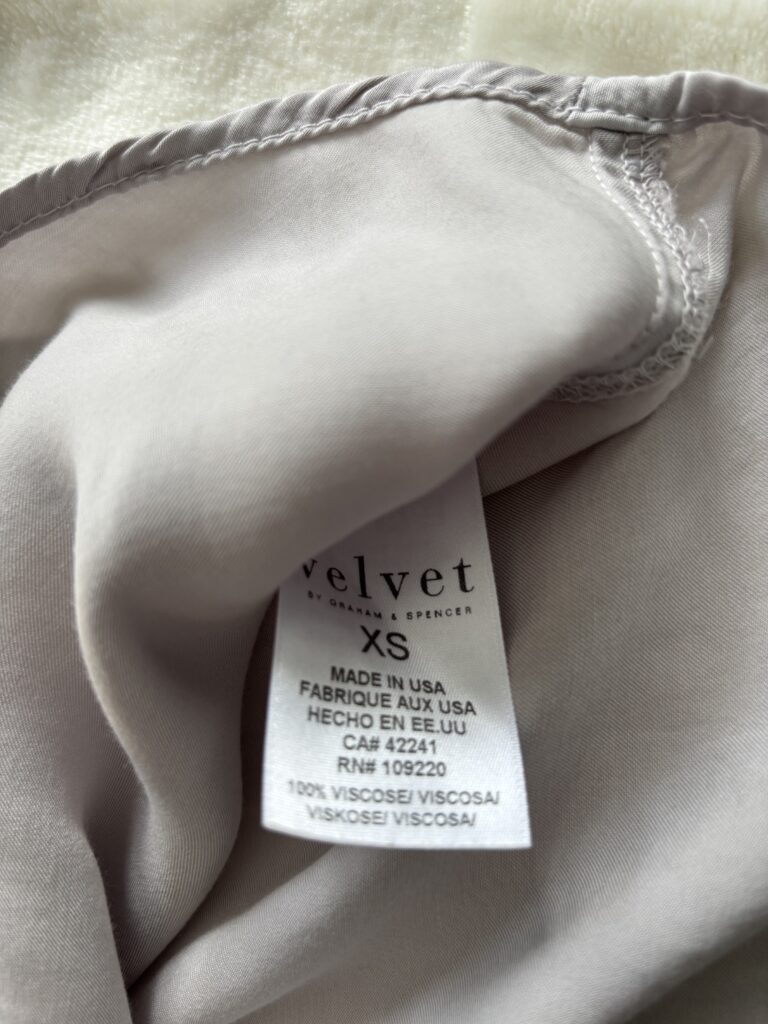 velvet
BY GRAHAM & SPENCER
XS
MADE IN USA
FABRIQUE AUX USA
HECHO EN EE.UU
CA# 42241
RN# 109220
100% VISCOSE/ VISCOSA/
VISKOSE/ VISCOSA/